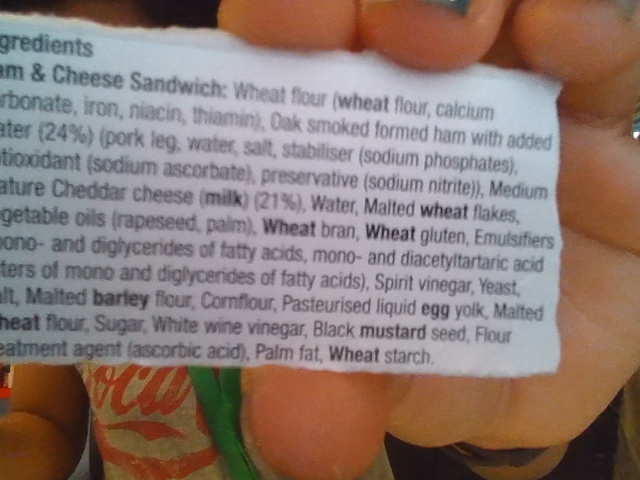 gredients
am & Cheese Sandwich: Wheat flour (wheat flour, calcium
rbonate, iron, niacin, thiamin), Oak smoked formed ham with added
ater (24%) (pork leg, water, salt, stabiliser (sodium phosphates),
tioxidant (sodium ascorbate), preservative (sodium nitrite)), Medium
ature Cheddar cheese (milk) (21%), Water, Malted wheat flakes,
getable oils (rapeseed, palm), Wheat bran, Wheat gluten, Emulsifiers
ono- and diglycerides of fatty acids, mono- and diacetyltartaric acid
ters of mono and diglycerides of fatty acids), Spirit vinegar, Yeast,
lt, Malted barley flour, Cornflour, Pasteurised liquid egg yolk, Malted
heat flour, Sugar, White wine vinegar, Black mustard seed, Flour
eatment agent (ascorbic acid), Palm fat, Wheat starch.
oca